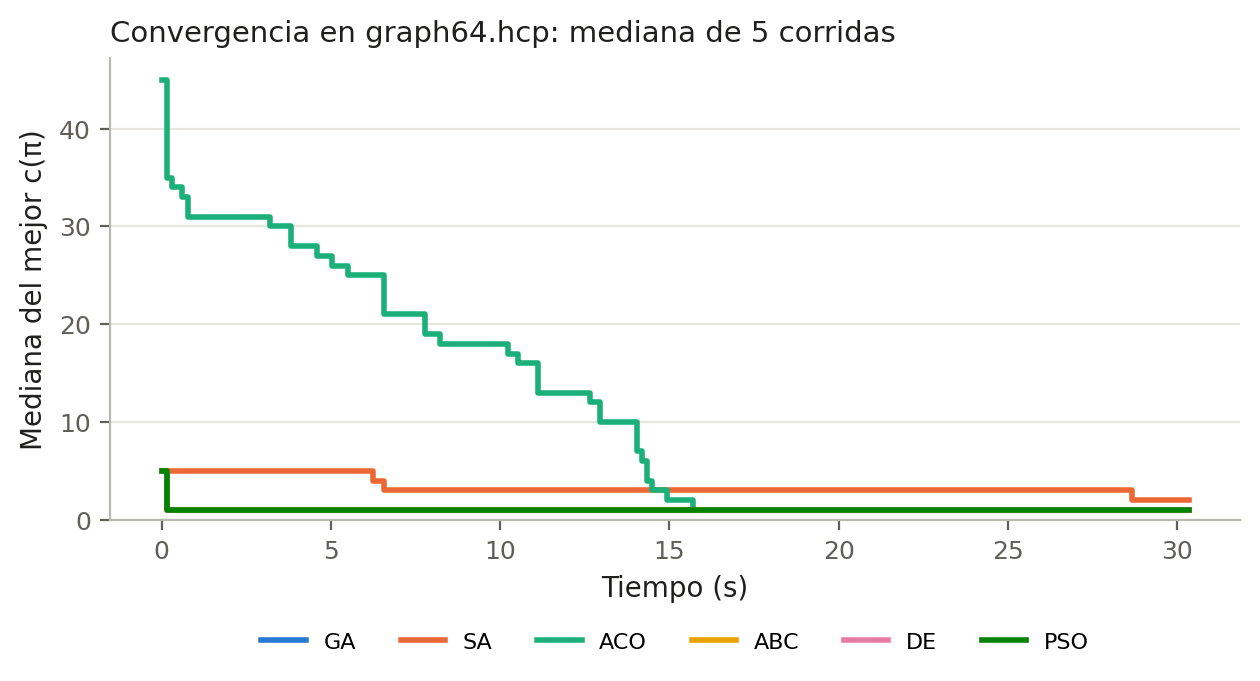 Convergencia en graph64.hcp: mediana de 5 corridas
Mediana del mejor c(π)
40
30
20
10
0
0 5 10 15 20 25 30
Tiempo (s)
GA SA ACO ABC DE PSO